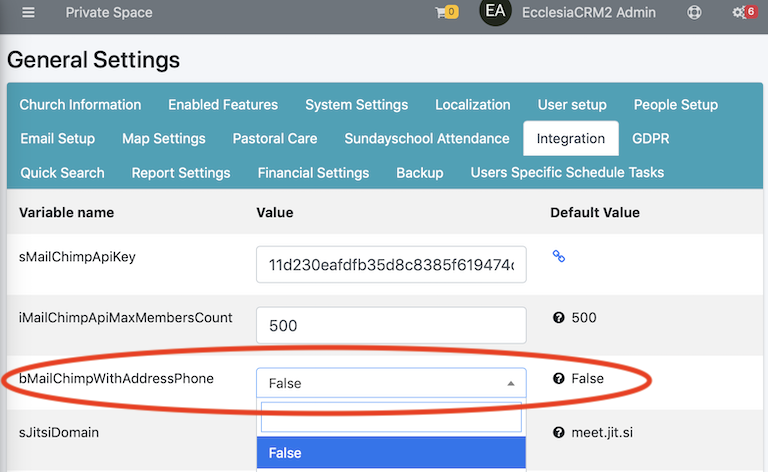 Private Space 0 EA EcclesiaCRM2 Admin 6
General Settings
Church Information Enabled Features System Settings Localization User setup People Setup
Email Setup Map Settings Pastoral Care Sundayschool Attendance Integration GDPR
Quick Search Report Settings Financial Settings Backup Users Specific Schedule Tasks
Variable name Value Default Value
sMailChimpApiKey 11d230eafdfb35d8c8385f619474c
iMailChimpApiMaxMembersCount 500 ? 500
bMailChimpWithAddressPhone False ? False
sJitsiDomain ? meet.jit.si
False